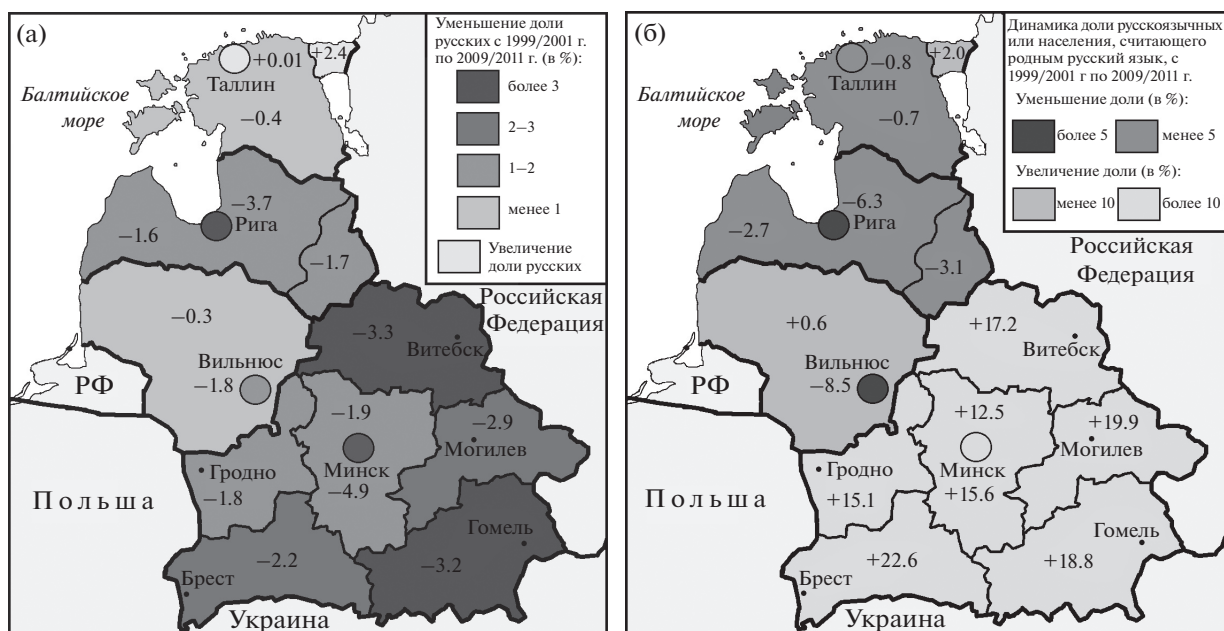 (а)
Уменьшение доли
русских с 1999/2001 г.
по 2009/2011 г. (в %):
более 3
2–3
1–2
менее 1
Увеличение
доли русских
+0.01
+2.4
Таллин
Балтийское
море
−0.4
−3.7
Рига
−1.6
−1.7
Российская
Федерация
−0.3
−3.3
Витебск
Вильнюс
−1.8
РФ
−1.9
−2.9
Могилев
Гродно
Минск
−1.8
−4.9
Польша
Гомель
−2.2
−3.2
Брест
Украина
(б)
Динамика доли русскоязычных
или населения, считающего
родным русский язык, с
1999/2001 г по 2009/2011 г.
Уменьшение доли (в %):
более 5
менее 5
Увеличение доли (в %):
менее 10
более 10
−0.8
+2.0
Таллин
Балтийское
море
−0.7
−6.3
Рига
−2.7
−3.1
Российская
Федерация
+0.6
+17.2
Витебск
Вильнюс
−8.5
РФ
+12.5
+19.9
Могилев
Гродно
Минск
+15.1
+15.6
Польша
Гомель
+22.6
+18.8
Брест
Украина